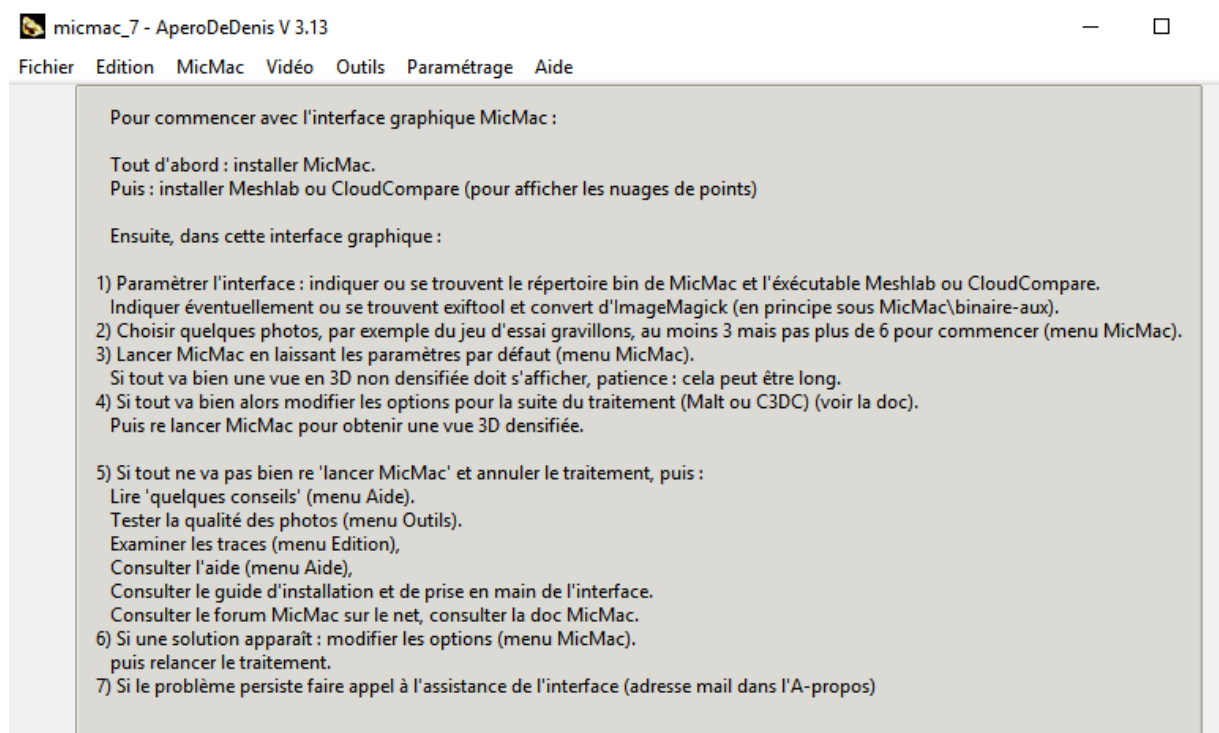 micmac_7 - AperoDeDenis V 3.13
Fichier Edition MicMac Vidéo Outils Paramétrage Aide
Pour commencer avec l'interface graphique MicMac :
Tout d'abord : installer MicMac.
Puis : installer Meshlab ou CloudCompare (pour afficher les nuages de points)
Ensuite, dans cette interface graphique :
1) Paramètrer l'interface : indiquer ou se trouvent le répertoire bin de MicMac et l'éxécutable Meshlab ou CloudCompare.
Indiquer éventuellement ou se trouvent exiftool et convert d'ImageMagick (en principe sous MicMac\binaire-aux).
2) Choisir quelques photos, par exemple du jeu d'essai gravillons, au moins 3 mais pas plus de 6 pour commencer (menu MicMac).
3) Lancer MicMac en laissant les paramètres par défaut (menu MicMac).
Si tout va bien une vue en 3D non densifiée doit s'afficher, patience : cela peut être long.
4) Si tout va bien alors modifier les options pour la suite du traitement (Malt ou C3DC) (voir la doc).
Puis re lancer MicMac pour obtenir une vue 3D densifiée.
5) Si tout ne va pas bien re 'lancer MicMac' et annuler le traitement, puis :
Lire 'quelques conseils' (menu Aide).
Tester la qualité des photos (menu Outils).
Examiner les traces (menu Edition),
Consulter l'aide (menu Aide),
Consulter le guide d'installation et de prise en main de l'interface.
Consulter le forum MicMac sur le net, consulter la doc MicMac.
6) Si une solution apparaît : modifier les options (menu MicMac).
puis relancer le traitement.
7) Si le problème persiste faire appel à l'assistance de l'interface (adresse mail dans l'A-propos)